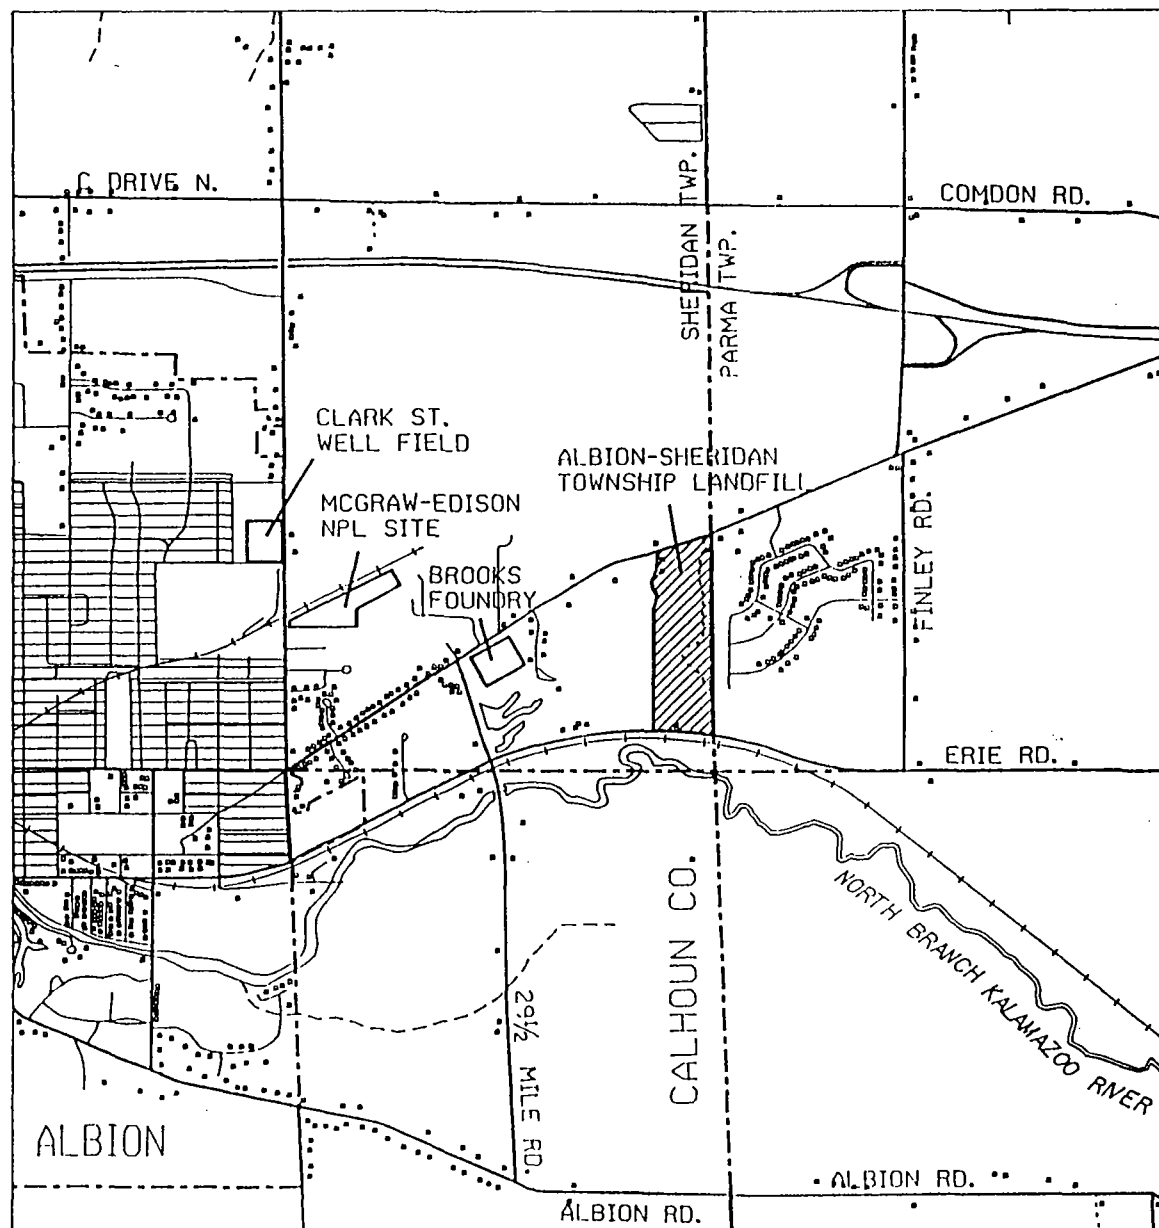 C DRIVE N.
COMDON RD.
SHERIDAN TWP.
PARMA TWP.
CLARK ST.
WELL FIELD
ALBION-SHERIDAN
TOWNSHIP LANDFILL
MCGRAW-EDISON
NPL SITE
BROOKS
FOUNDRY
FINLEY RD.
ERIE RD.
NORTH BRANCH KALAMAZOO RIVER
CALHOUN CO.
29½ MILE RD.
ALBION
ALBION RD.
ALBION RD.